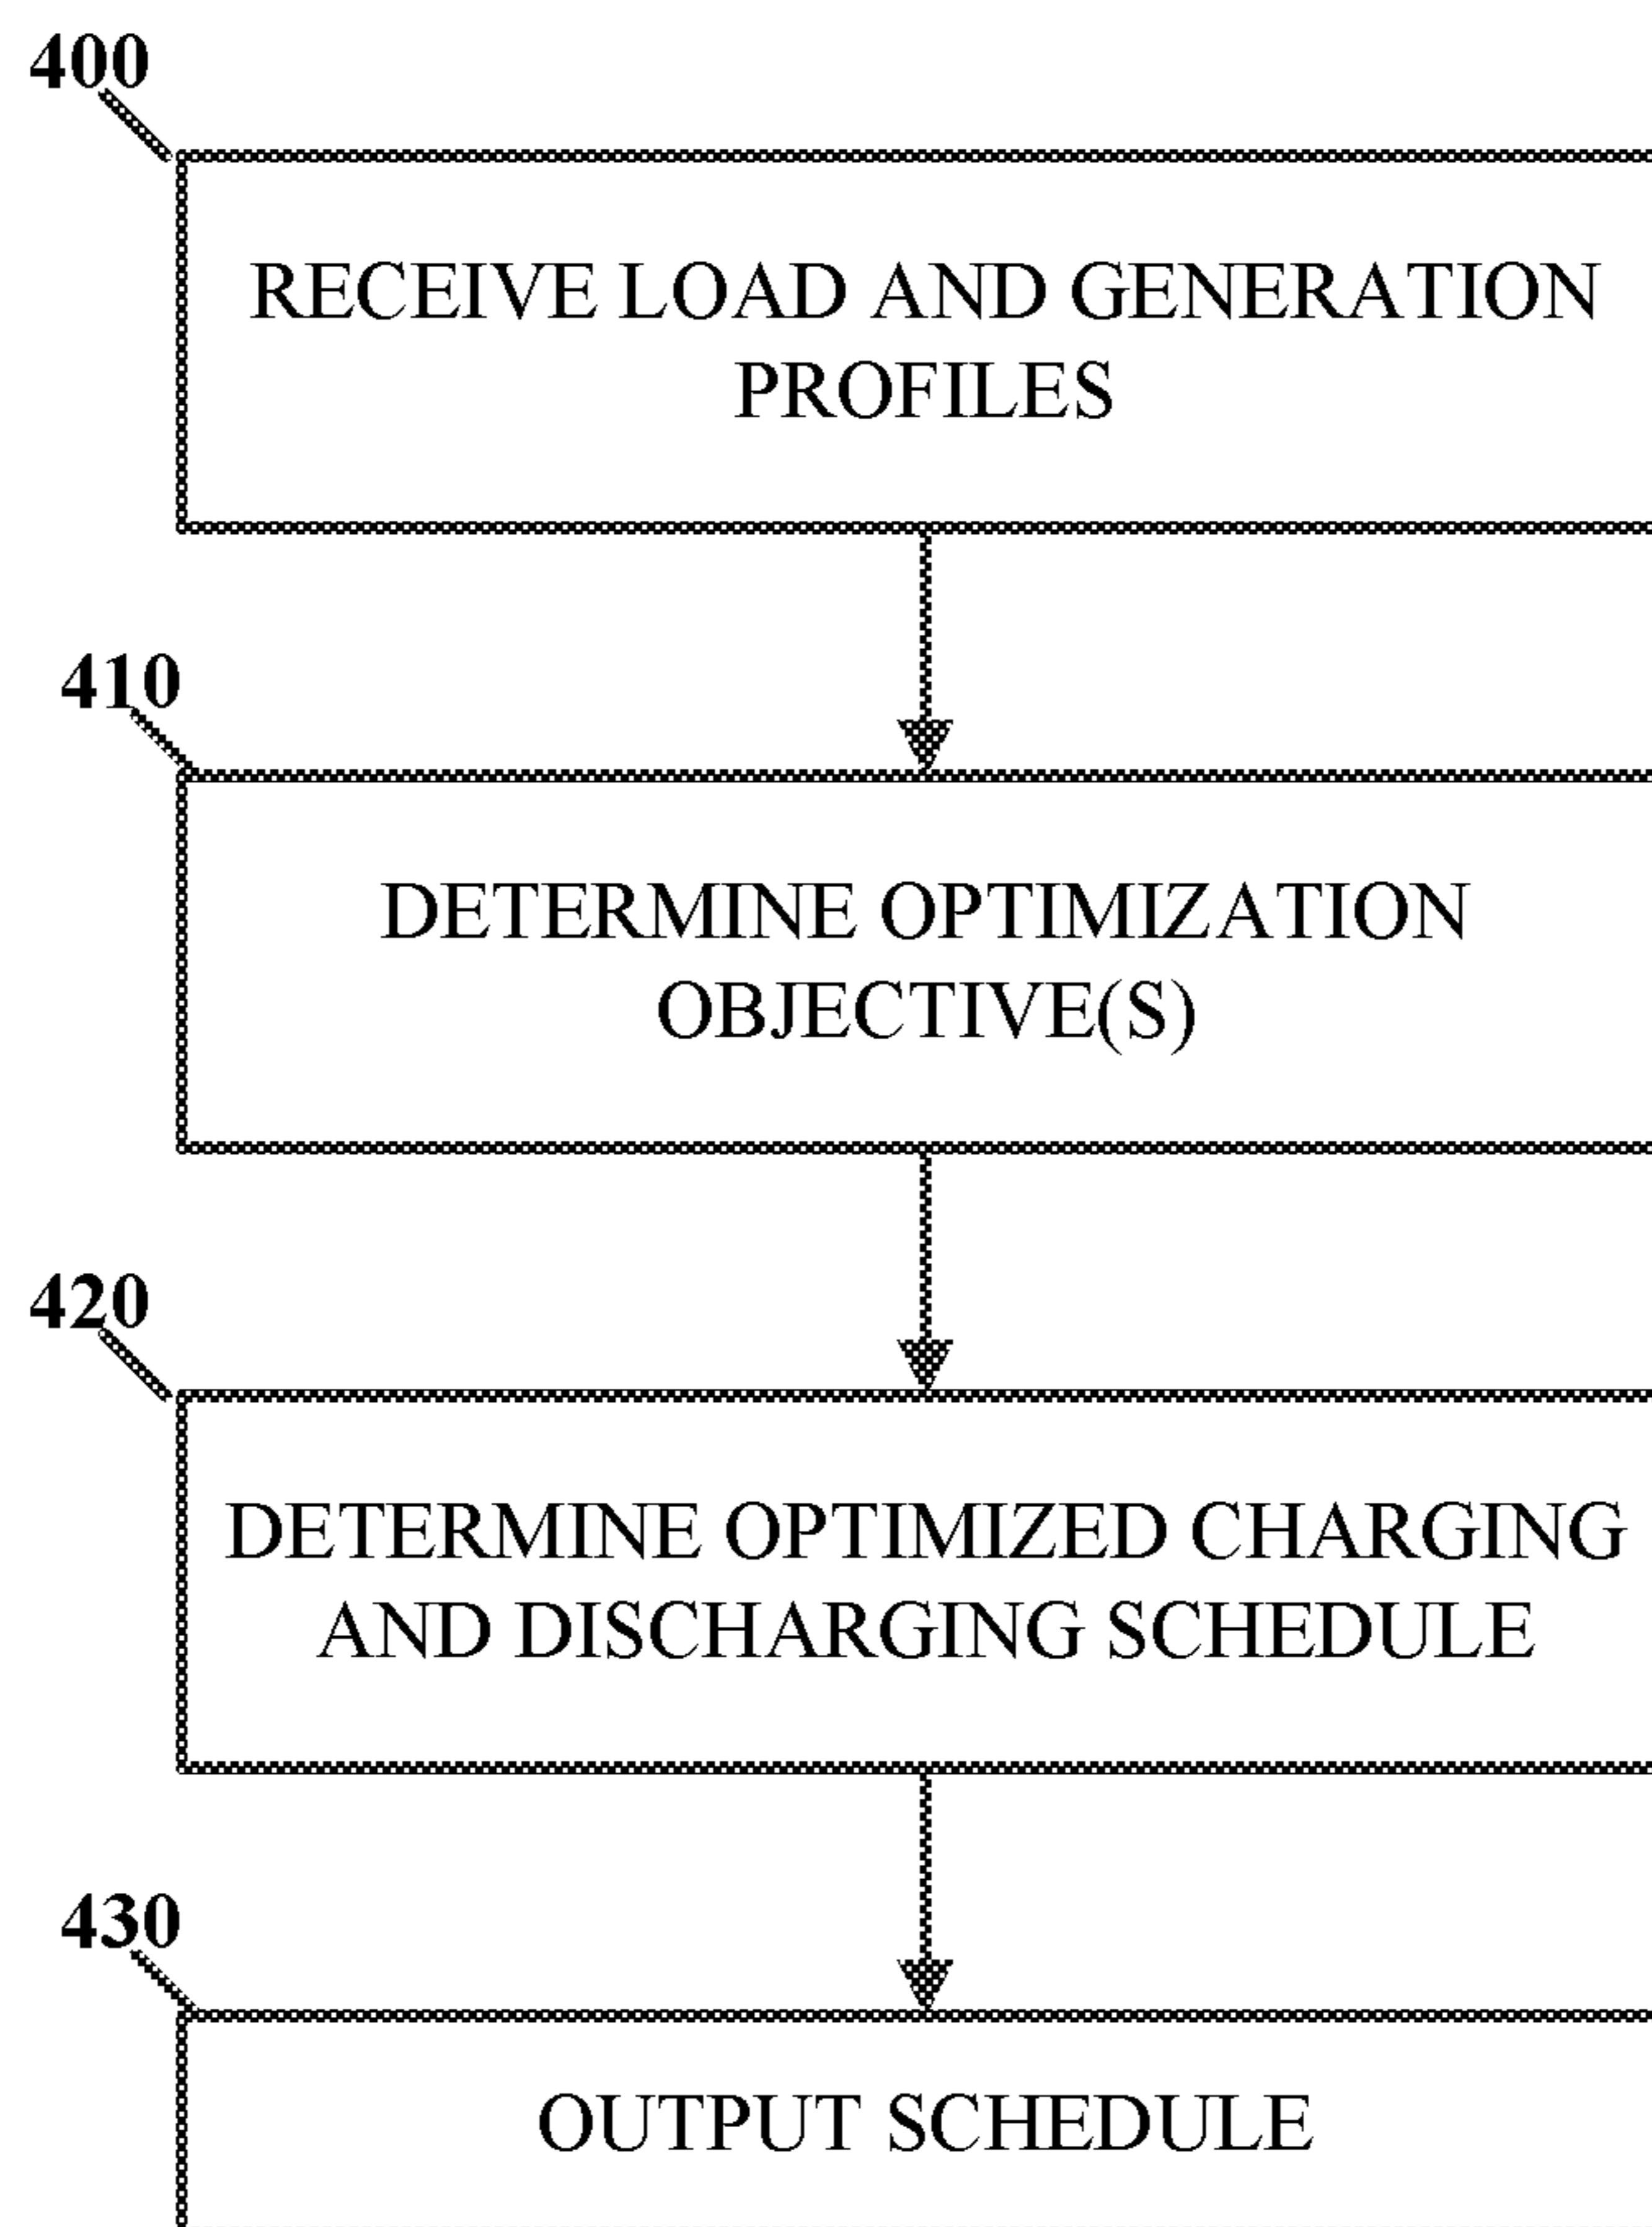 400
RECEIVE LOAD AND GENERATION
PROFILES
410
DETERMINE OPTIMIZATION
OBJECTIVE(S)
420
DETERMINE OPTIMIZED CHARGING
AND DISCHARGING SCHEDULE
430
OUTPUT SCHEDULE